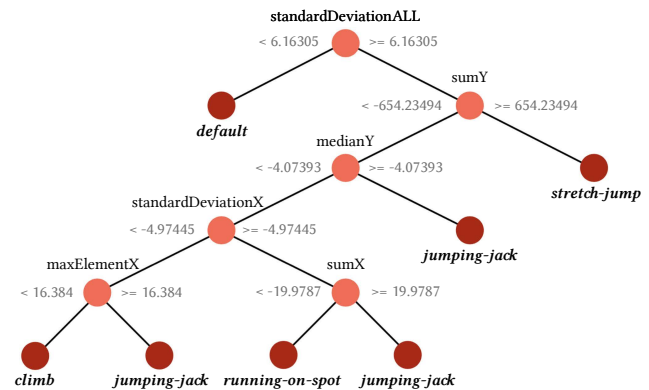 standardDeviationALL
< 6.16305 >= 6.16305
sumY
default
< -654.23494 >= 654.23494
medianY
< -4.07393 >= -4.07393
stretch-jump
standardDeviationX
< -4.97445 >= -4.97445
jumping-jack
maxElementX sumX
< 16.384 >= 16.384 < -19.9787 >= 19.9787
climb jumping-jack running-on-spot jumping-jack